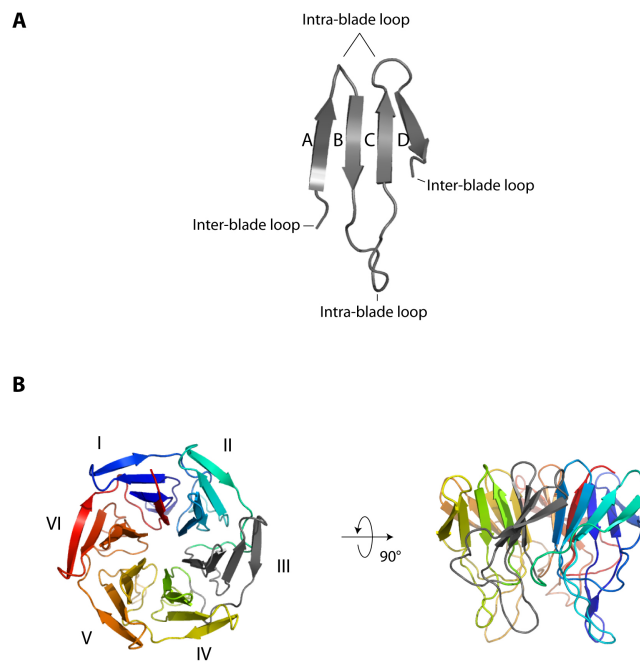 A
Intra-blade loop
A B C D
Inter-blade loop
Inter-blade loop
Intra-blade loop
B
I
II
VI
III
90°
V
IV